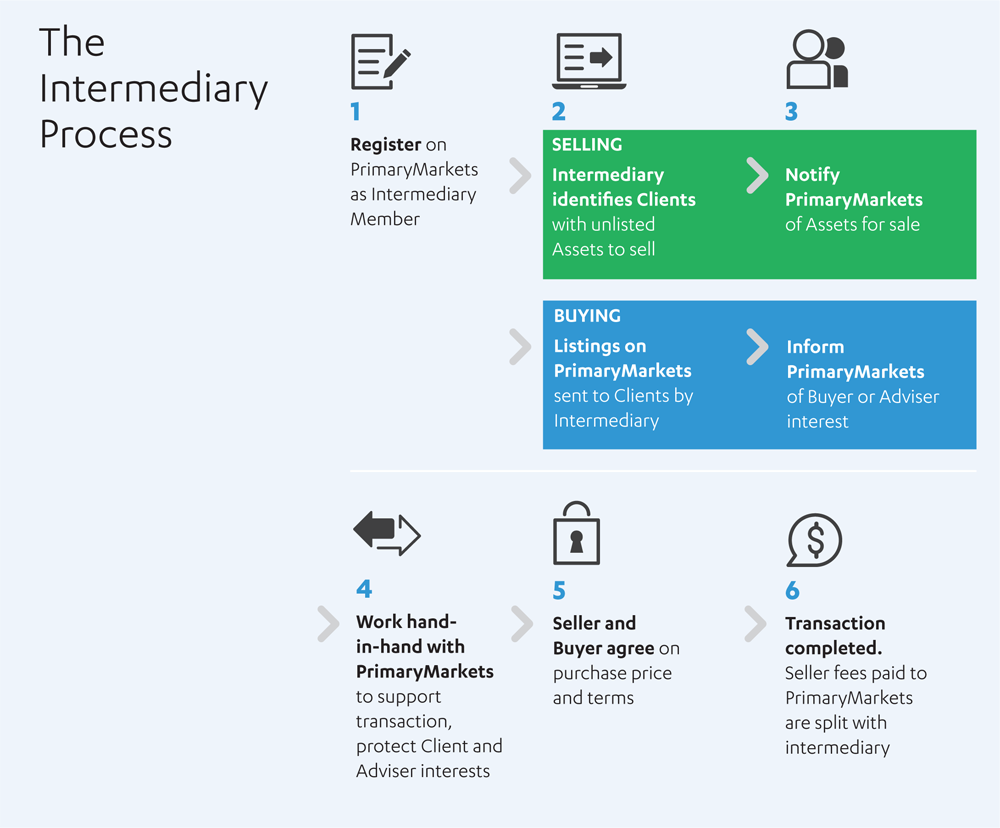 The
Intermediary
Process
1
Register on
PrimaryMarkets
as Intermediary
Member
2
SELLING
Intermediary
identifies Clients
with unlisted
Assets to sell
3
Notify
PrimaryMarkets
of Assets for sale
BUYING
Listings on
PrimaryMarkets
sent to Clients by
Intermediary
Inform
PrimaryMarkets
of Buyer or Adviser
interest
4
Work hand-
in-hand with
PrimaryMarkets
to support
transaction,
protect Client and
Adviser interests
5
Seller and
Buyer agree on
purchase price
and terms
$
6
Transaction
completed.
Seller fees paid to
PrimaryMarkets
are split with
intermediary